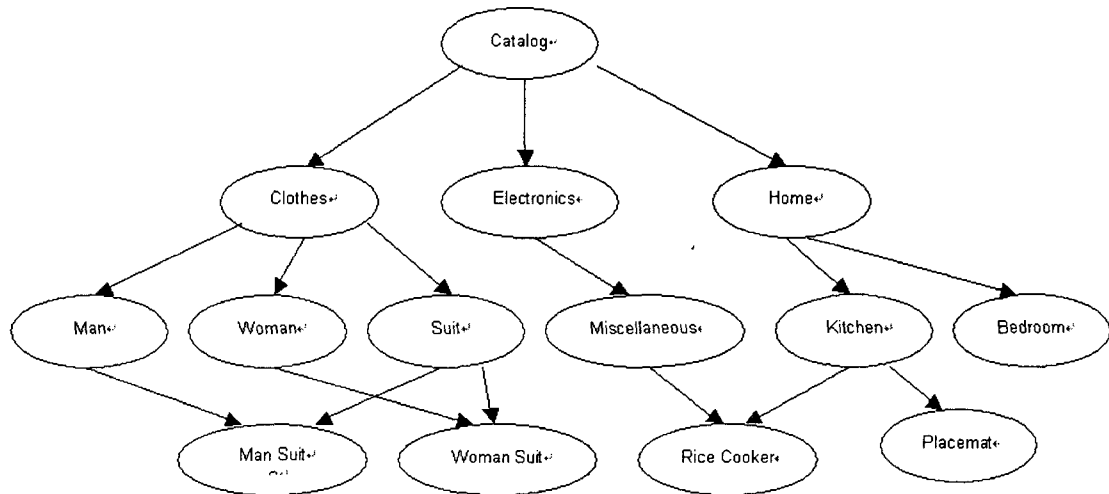 Catalog
Clothes
Electronics
Home
Man
Woman
Suit
Miscellaneous
Kitchen
Bedroom
Man Suit
Woman Suit
Rice Cooker
Placemat